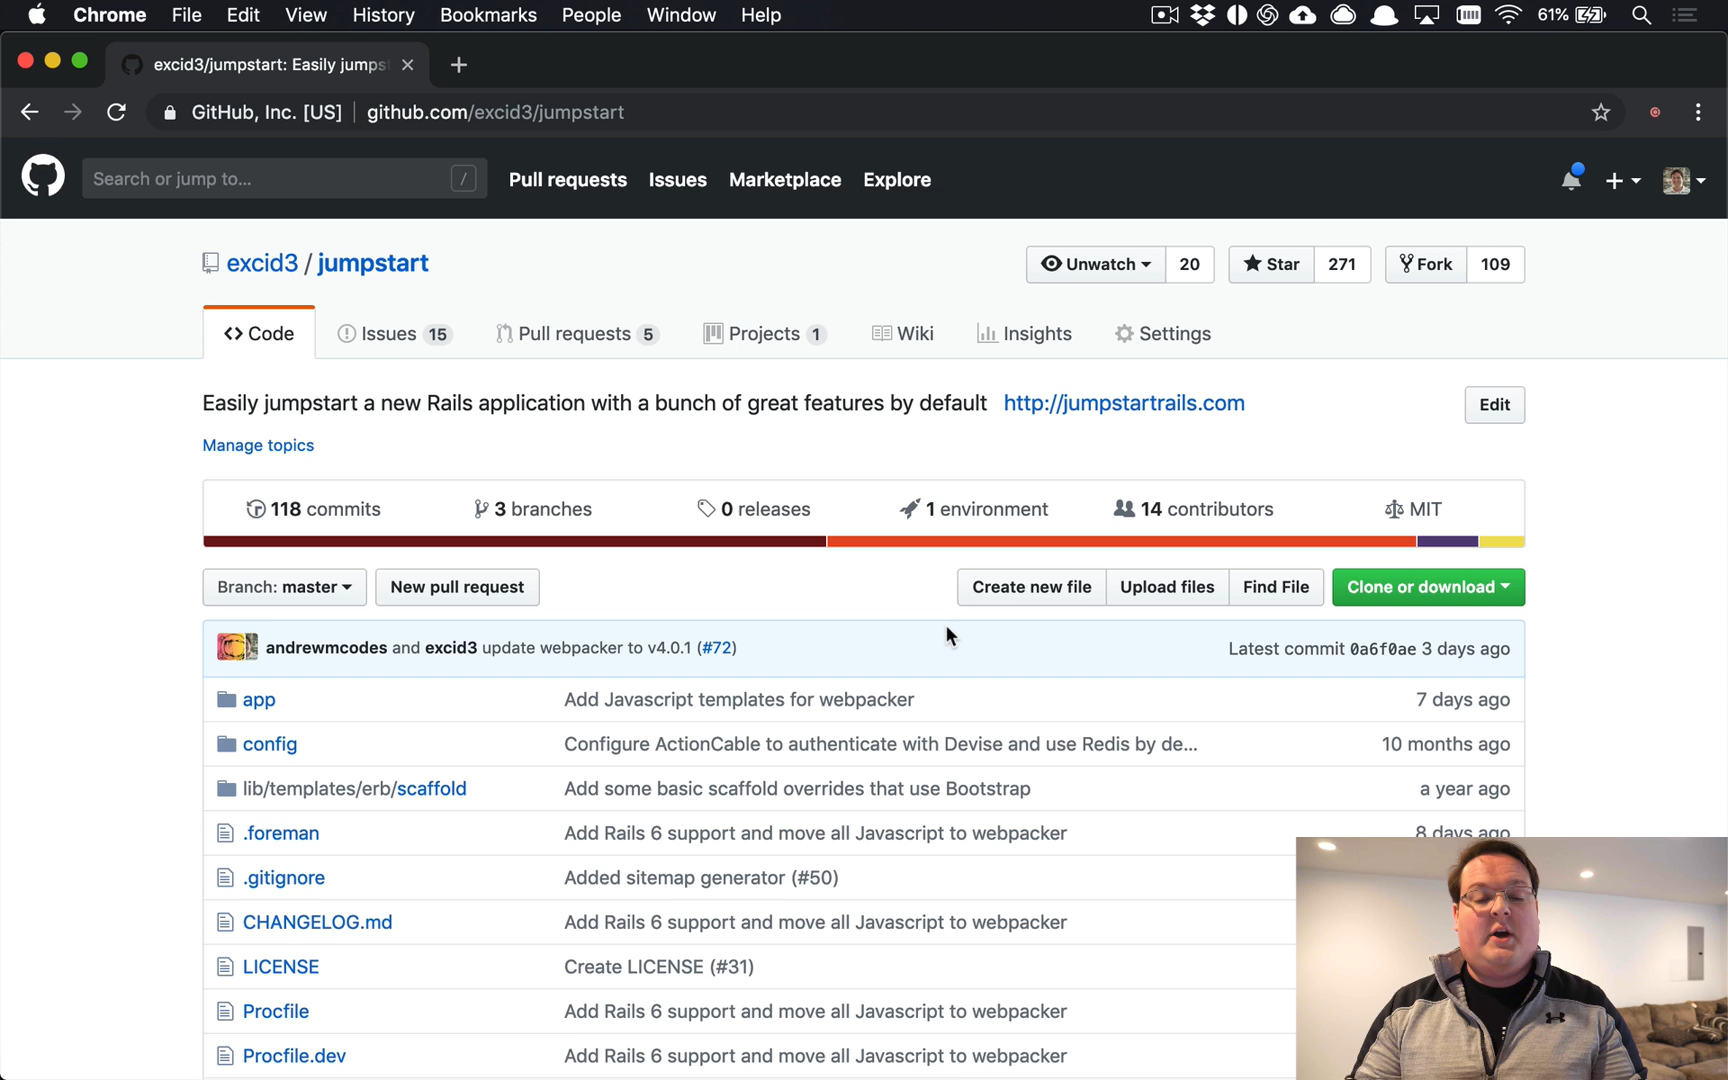 Chrome File Edit View History Bookmarks People Window Help 61%
excid3/jumpstart: Easily jumps
GitHub, Inc. [US] github.com/excid3/jumpstart
Search or jump to... / Pull requests Issues Marketplace Explore
excid3 / jumpstart Unwatch 20 Star 271 Fork 109
Code Issues 15 Pull requests 5 Projects 1 Wiki Insights Settings
Easily jumpstart a new Rails application with a bunch of great features by default http://jumpstartrails.com Edit
Manage topics
118 commits 3 branches 0 releases 1 environment 14 contributors MIT
Branch: master New pull request Create new file Upload files Find File Clone or download
andrewmcodes and excid3 update webpacker to v4.0.1 (#72) Latest commit 0a6f0ae 3 days ago
app Add Javascript templates for webpacker 7 days ago
config Configure ActionCable to authenticate with Devise and use Redis by de... 10 months ago
lib/templates/erb/scaffold Add some basic scaffold overrides that use Bootstrap a year ago
.foreman Add Rails 6 support and move all Javascript to webpacker 8 days ago
.gitignore Added sitemap generator (#50)
CHANGELOG.md Add Rails 6 support and move all Javascript to webpacker
LICENSE Create LICENSE (#31)
Procfile Add Rails 6 support and move all Javascript to webpacker
Procfile.dev Add Rails 6 support and move all Javascript to webpacker